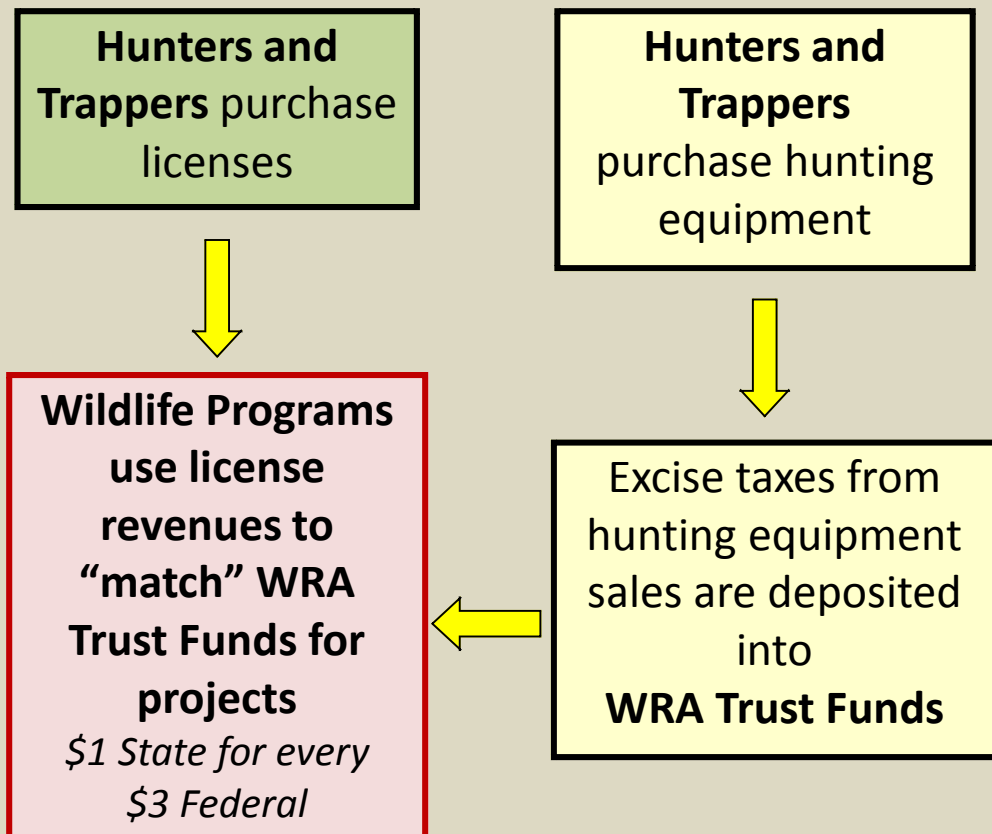 Hunters and
Trappers purchase
licenses
Hunters and
Trappers
purchase hunting
equipment
Wildlife Programs
use license
revenues to
“match” WRA
Trust Funds for
projects
$1 State for every
$3 Federal
Excise taxes from
hunting equipment
sales are deposited
into
WRA Trust Funds